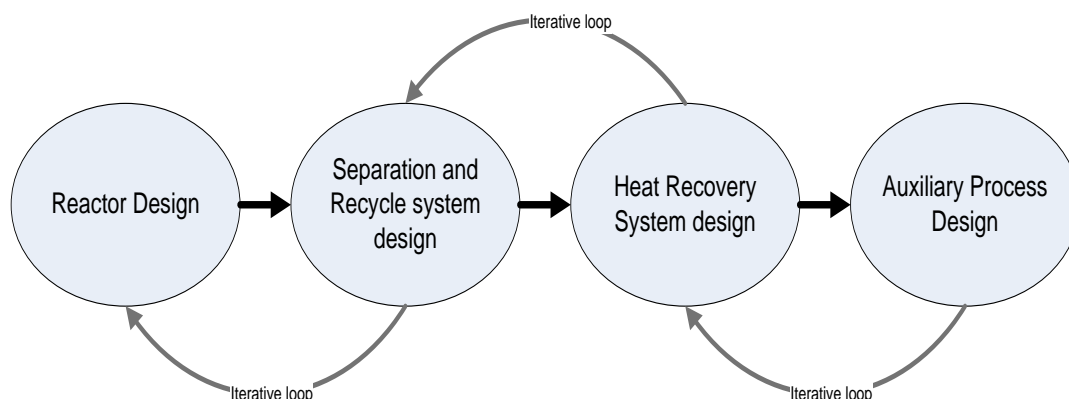 Iterative loop
Reactor Design
Separation and
Recycle system
design
Heat Recovery
System design
Auxiliary Process
Design
Iterative loop
Iterative loop